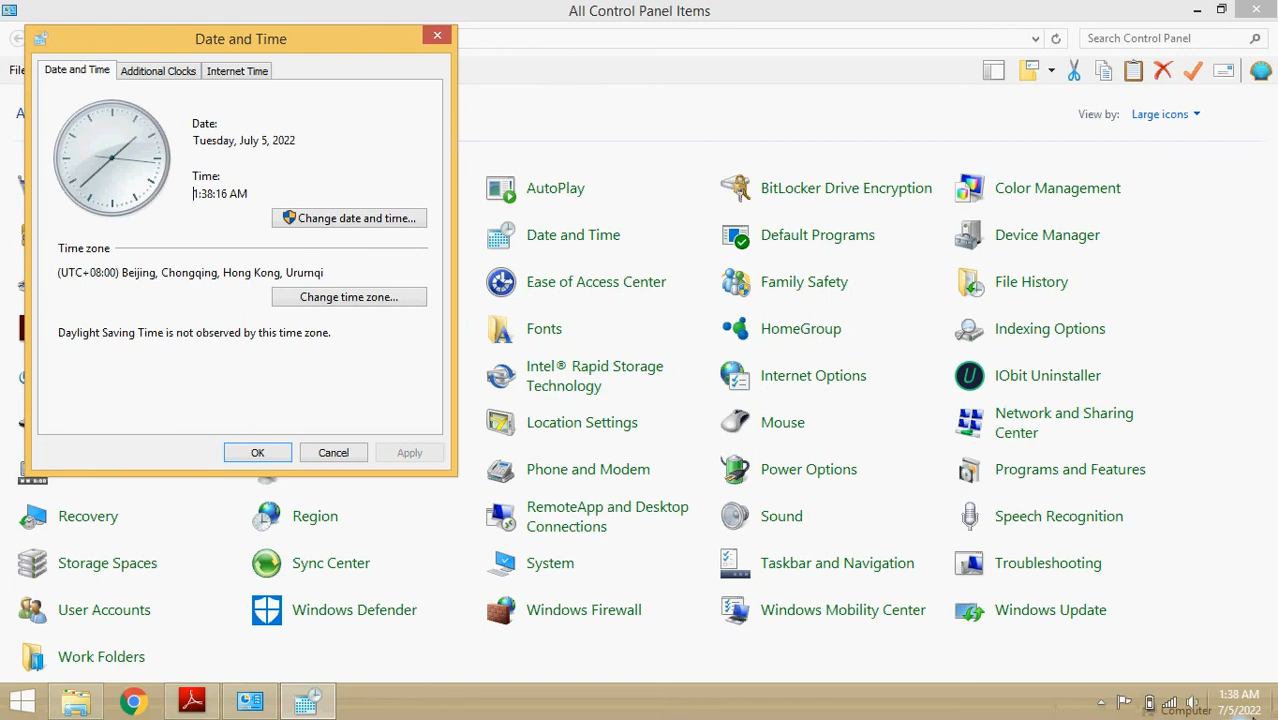 All Control Panel Items
Date and Time
Search Control Panel
Date and Time
Additional Clocks
Internet Time
Date:
Tuesday, July 5, 2022
Time:
1:38:16 AM
Change date and time...
Time zone
(UTC+08:00) Beijing, Chongqing, Hong Kong, Urumqi
Change time zone...
Daylight Saving Time is not observed by this time zone.
OK
Cancel
Apply
View by:
Large icons
AutoPlay
BitLocker Drive Encryption
Color Management
Date and Time
Default Programs
Device Manager
Ease of Access Center
Family Safety
File History
Fonts
HomeGroup
Indexing Options
Intel® Rapid Storage
Technology
Internet Options
IObit Uninstaller
Location Settings
Mouse
Network and Sharing
Center
Phone and Modem
Power Options
Programs and Features
Recovery
Region
RemoteApp and Desktop
Connections
Sound
Speech Recognition
Storage Spaces
Sync Center
System
Taskbar and Navigation
Troubleshooting
User Accounts
Windows Defender
Windows Firewall
Windows Mobility Center
Windows Update
Work Folders
1:38 AM
Computer
7/5/2022